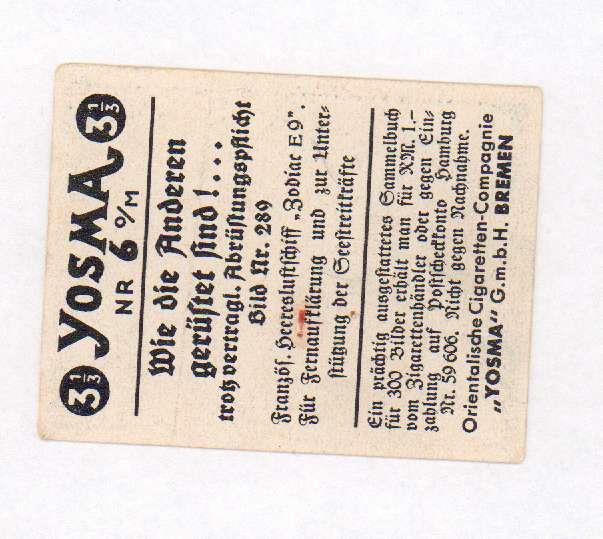 3⅓ YOSMA 3⅓
NR 6 o/M
Wie die Anderen
gerüstet sind!...
trotz vertragl. Abrüstungspflicht
Bild Nr. 289
Französ. Heeresluftschiff „Zodiac E 9“.
Für Fernaufklärung und zur Unter-
stützung der Seestreitkräfte
Ein prächtig ausgestattetes Sammelbuch
für 300 Bilder erhält man für RM. 1.–
vom Zigarettenhändler oder gegen Ein-
zahlung auf Postscheckkonto Hamburg
Nr. 59606. Nicht gegen Nachnahme.
Orientalische Cigaretten-Compagnie
„YOSMA“ G.m.b.H. BREMEN